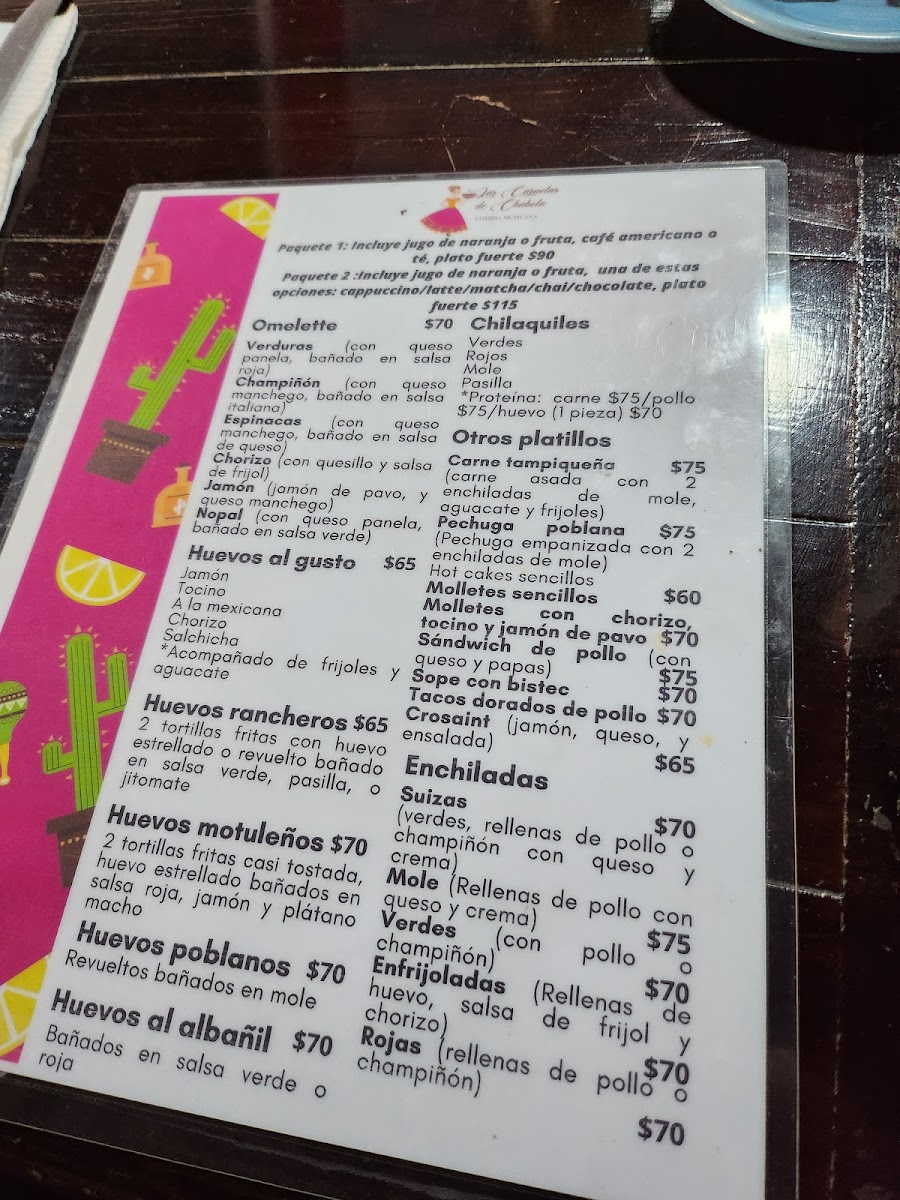 Las Cazuelas
de Chabela
COMIDA MEXICANA
Paquete 1: Incluye jugo de naranja o fruta, café americano o
té, plato fuerte $90
Paquete 2 :Incluye jugo de naranja o fruta, una de estas
opciones: cappuccino/latte/matcha/chai/chocolate, plato
fuerte $115
Omelette $70
Verduras (con queso
panela, bañado en salsa
roja)
Champiñón (con queso
manchego, bañado en salsa
italiana)
Espinacas (con queso
manchego, bañado en salsa
de queso)
Chorizo (con quesillo y salsa
de frijol)
Jamón (jamón de pavo, y
queso manchego)
Nopal (con queso panela,
bañado en salsa verde)
Huevos al gusto $65
Jamón
Tocino
A la mexicana
Chorizo
Salchicha
*Acompañado de frijoles y
aguacate
Huevos rancheros $65
2 tortillas fritas con huevo
estrellado o revuelto bañado
en salsa verde, pasilla, o
jitomate
Huevos motuleños $70
2 tortillas fritas casi tostada,
huevo estrellado bañados en
salsa roja, jamón y plátano
macho
Huevos poblanos $70
Revueltos bañados en mole
Huevos al albañil $70
Bañados en salsa verde o
roja
Chilaquiles
Verdes
Rojos
Mole
Pasilla
*Proteína: carne $75/pollo
$75/huevo (1 pieza) $70
Otros platillos
Carne tampiqueña $75
(carne asada con 2
enchiladas de mole,
aguacate y frijoles)
Pechuga poblana $75
(Pechuga empanizada con 2
enchiladas de mole)
Hot cakes sencillos
Molletes sencillos $60
Molletes con chorizo,
tocino y jamón de pavo $70
Sándwich de pollo (con
queso y papas) $75
Sope con bistec $70
Tacos dorados de pollo $70
Crosaint (jamón, queso, y
ensalada)
$65
Enchiladas
Suizas $70
(verdes, rellenas de pollo o
champiñón con queso y
crema)
Mole (Rellenas de pollo con
queso y crema) $75
Verdes (con pollo o
champiñón) $70
Enfrijoladas (Rellenas de
huevo, salsa de frijol y
chorizo) $70
Rojas (rellenas de pollo o
champiñón)
$70